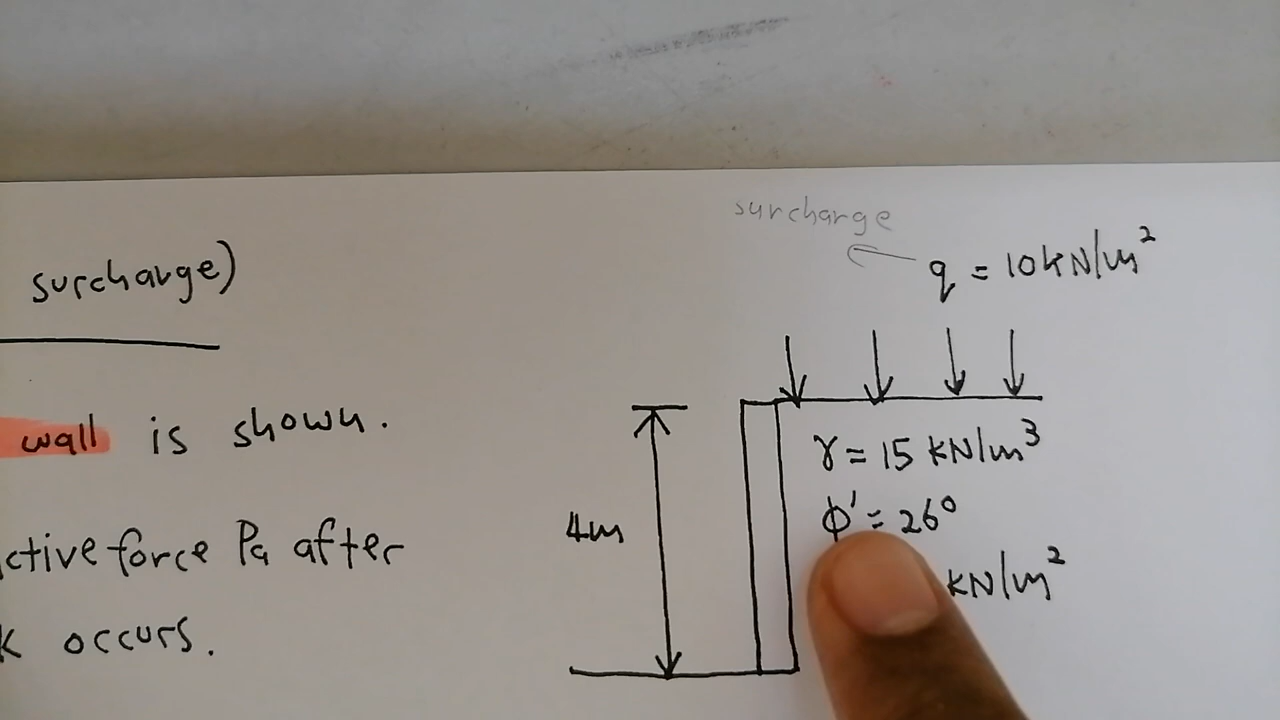 surcharge)
wall is shown.
ctive force Pa after
k occurs.
surcharge
q = 10kN/m²
4m
γ = 15 kN/m³
ϕ' = 26°
kN/m²